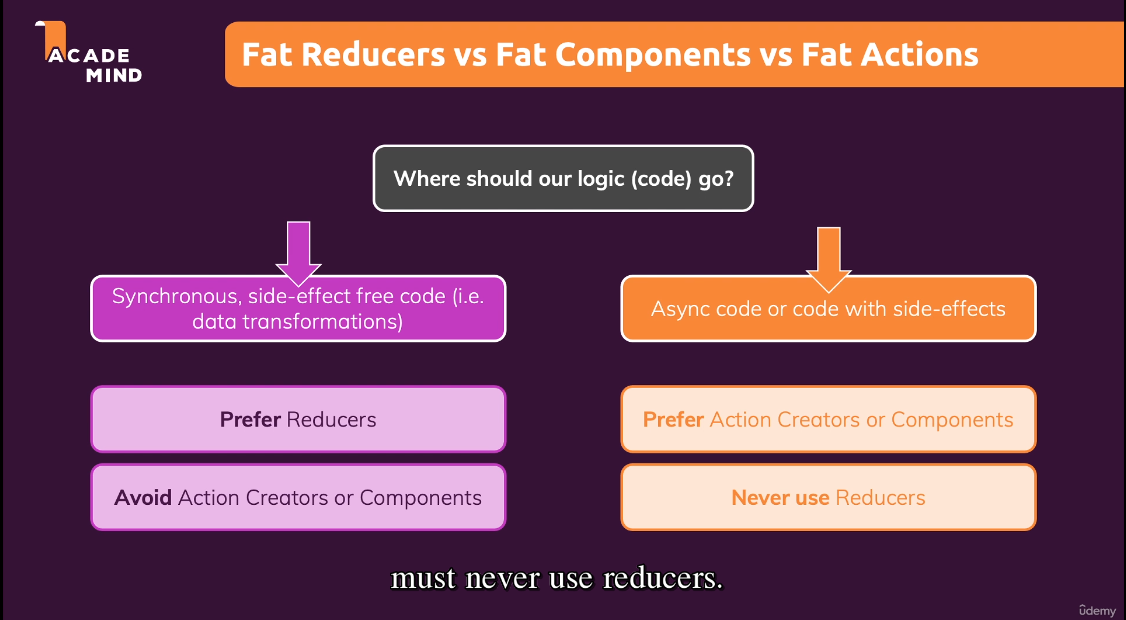 ACADE
MIND
Fat Reducers vs Fat Components vs Fat Actions
Where should our logic (code) go?
Synchronous, side-effect free code (i.e.
data transformations)
Prefer Reducers
Avoid Action Creators or Components
Async code or code with side-effects
Prefer Action Creators or Components
Never use Reducers
must never use reducers.
ûdemy